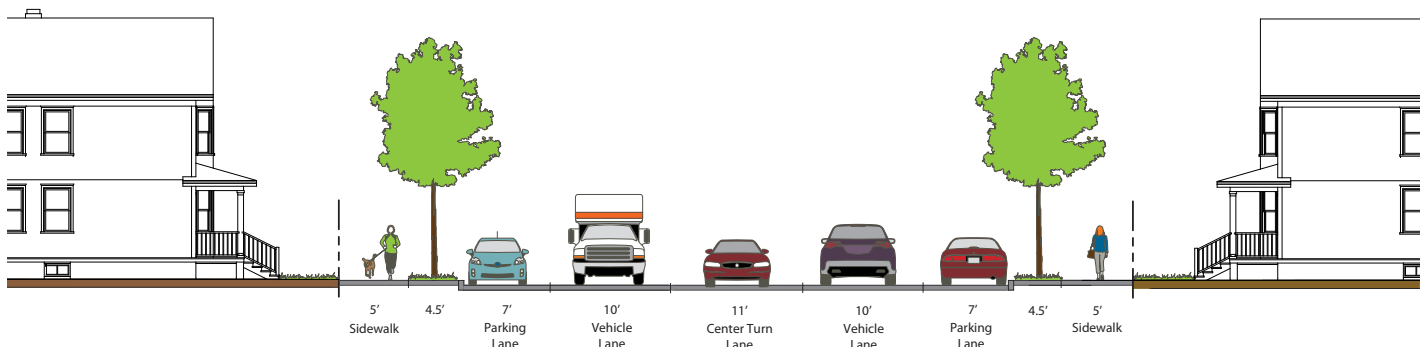 5′
Sidewalk
4.5′
7′
Parking
Lane
10′
Vehicle
Lane
11′
Center Turn
Lane
10′
Vehicle
Lane
7′
Parking
Lane
4.5′
5′
Sidewalk